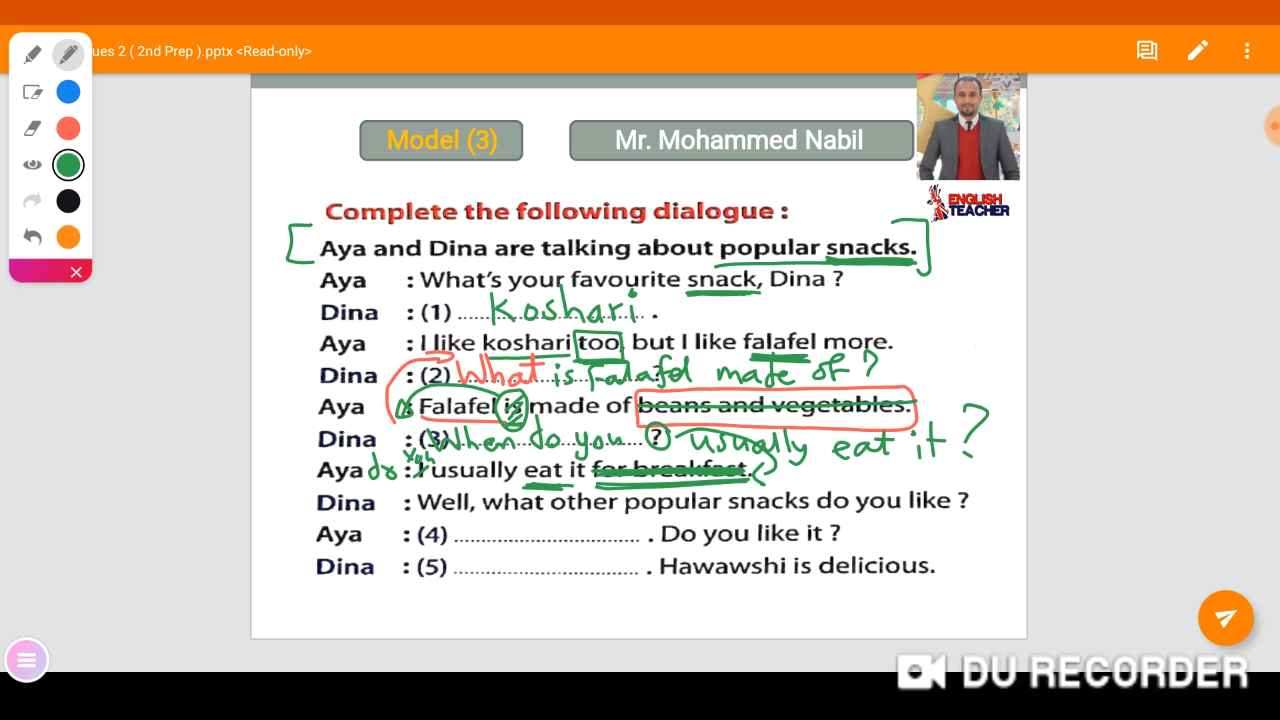 ues 2 ( 2nd Prep ).pptx <Read-only>
Model (3)
Mr. Mohammed Nabil
ENGLISH
TEACHER
Complete the following dialogue :
Aya and Dina are talking about popular snacks.
Aya : What's your favourite snack, Dina ?
Dina : (1) Koshari .
Aya : I like koshari too, but I like falafel more.
Dina : (2) What is Falafel made of ?
Aya : Falafel is made of beans and vegetables.
Dina : (3) When do you ? usually eat it ?
Aya do you : I usually eat it for breakfast.
Dina : Well, what other popular snacks do you like ?
Aya : (4) ................................. . Do you like it ?
Dina : (5) ................................. . Hawawshi is delicious.
DU RECORDER